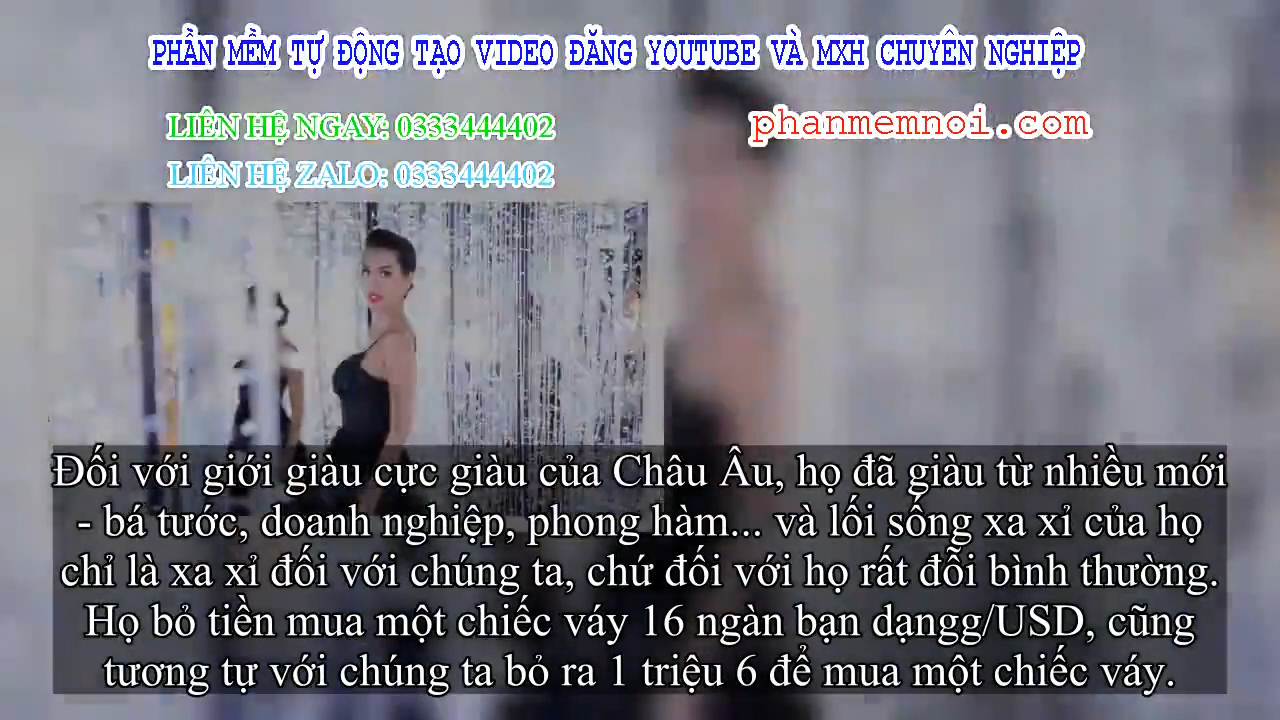 PHẦN MỀM TỰ ĐỘNG TẠO VIDEO ĐĂNG YOUTUBE VÀ MXH CHUYÊN NGHIỆP
LIÊN HỆ NGAY: 0333444402
phanmemnoi.com
LIÊN HỆ ZALO: 0333444402
Đối với giới giàu cực giàu của Châu Âu, họ đã giàu từ nhiều mới
- bá tước, doanh nghiệp, phong hàm... và lối sống xa xỉ của họ
chỉ là xa xỉ đối với chúng ta, chứ đối với họ rất đỗi bình thường.
Họ bỏ tiền mua một chiếc váy 16 ngàn bạn dạngg/USD, cũng
tương tự với chúng ta bỏ ra 1 triệu 6 để mua một chiếc váy.